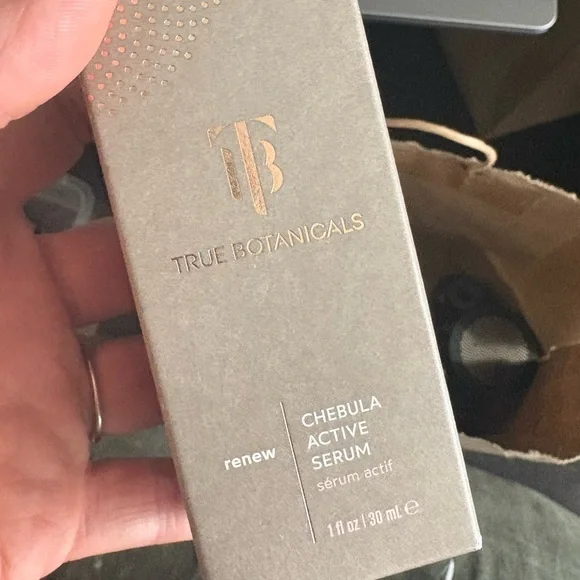 TB
TRUE BOTANICALS
renew
CHEBULA
ACTIVE
SERUM
sérum actif
1 fl oz | 30 mL ℮